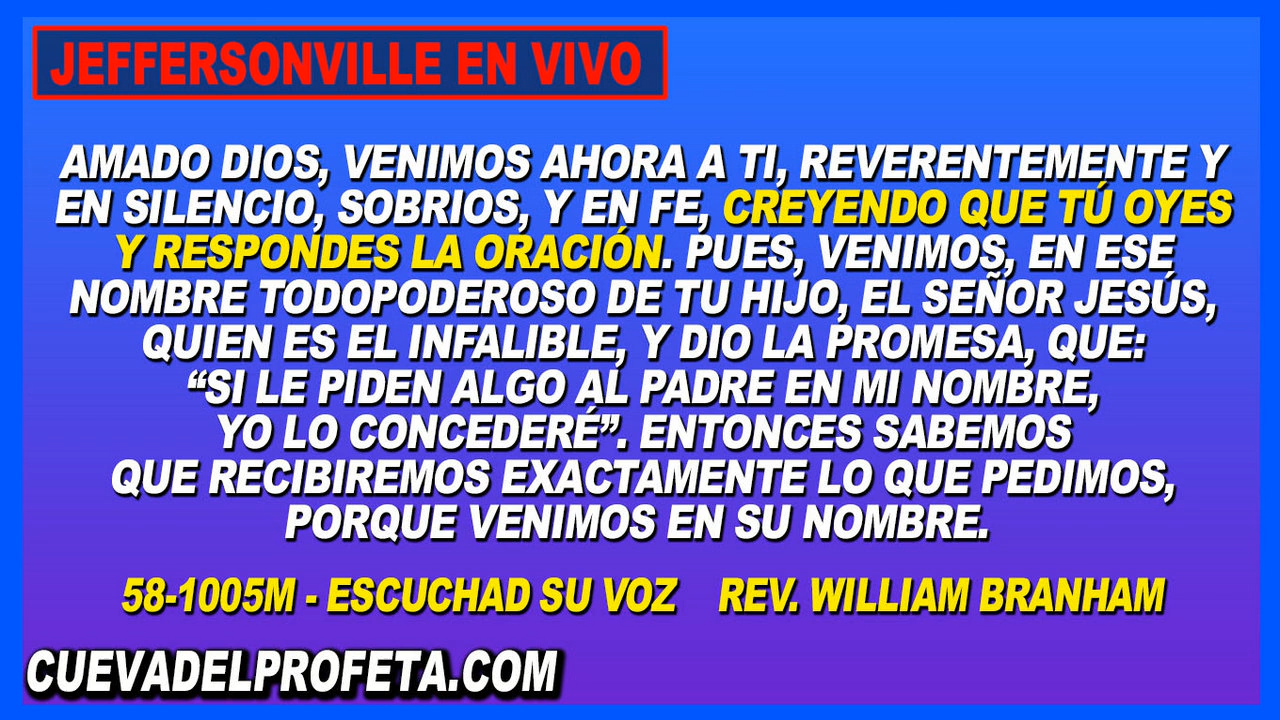 JEFFERSONVILLE EN VIVO
AMADO DIOS, VENIMOS AHORA A TI, REVERENTEMENTE Y
EN SILENCIO, SOBRIOS, Y EN FE, CREYENDO QUE TÚ OYES
Y RESPONDES LA ORACIÓN. PUES, VENIMOS, EN ESE
NOMBRE TODOPODEROSO DE TU HIJO, EL SEÑOR JESÚS,
QUIEN ES EL INFALIBLE, Y DIO LA PROMESA, QUE:
“SI LE PIDEN ALGO AL PADRE EN MI NOMBRE,
YO LO CONCEDERÉ”. ENTONCES SABEMOS
QUE RECIBIREMOS EXACTAMENTE LO QUE PEDIMOS,
PORQUE VENIMOS EN SU NOMBRE.
58-1005M - ESCUCHAD SU VOZ REV. WILLIAM BRANHAM
CUEVADELPROFETA.COM